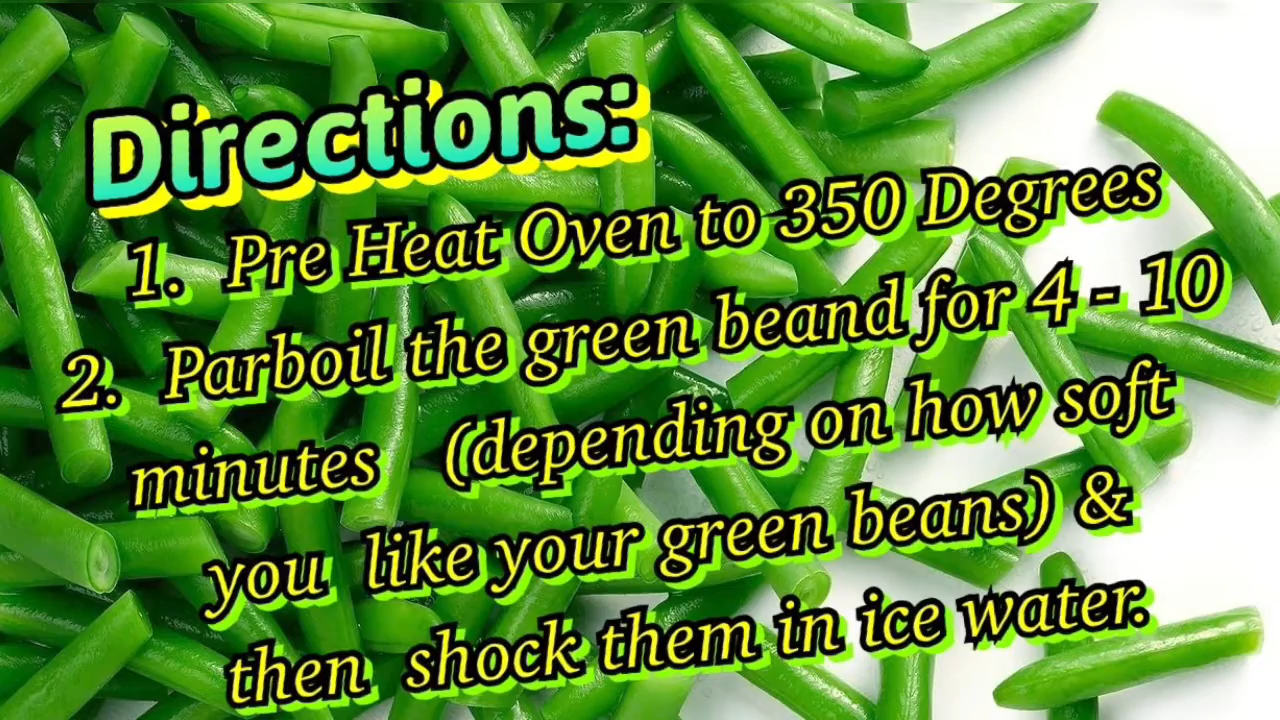 Directions:
1. Pre Heat Oven to 350 Degrees
2. Parboil the green beand for 4 - 10
minutes (depending on how soft
you like your green beans) &
then shock them in ice water.